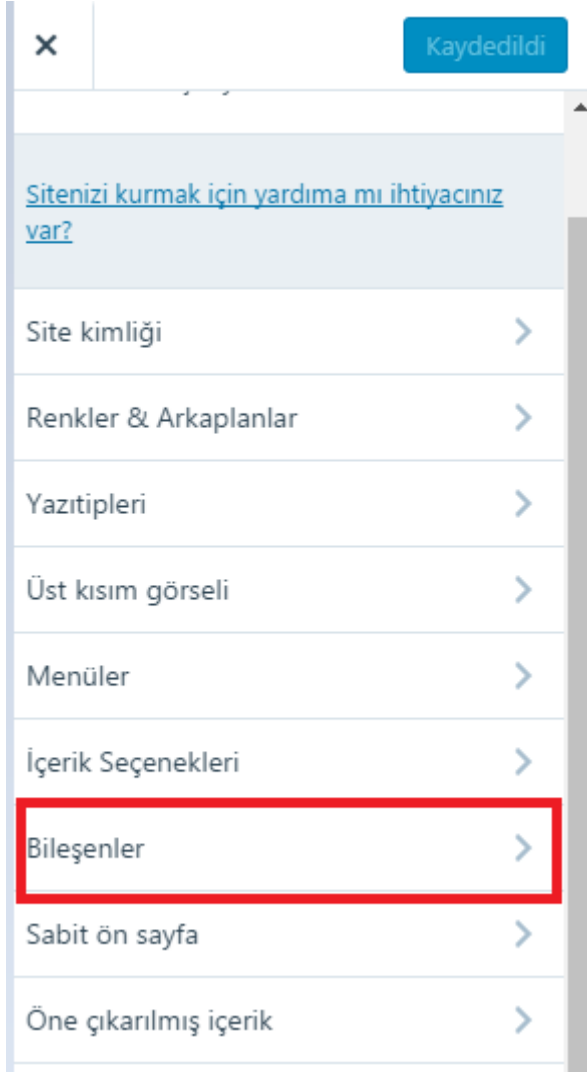 Kaydedildi
Sitenizi kurmak için yardıma mı ihtiyacınız
var?
Site kimliği
Renkler & Arkaplanlar
Yazıtipleri
Üst kısım görseli
Menüler
İçerik Seçenekleri
Bileşenler
Sabit ön sayfa
Öne çıkarılmış içerik